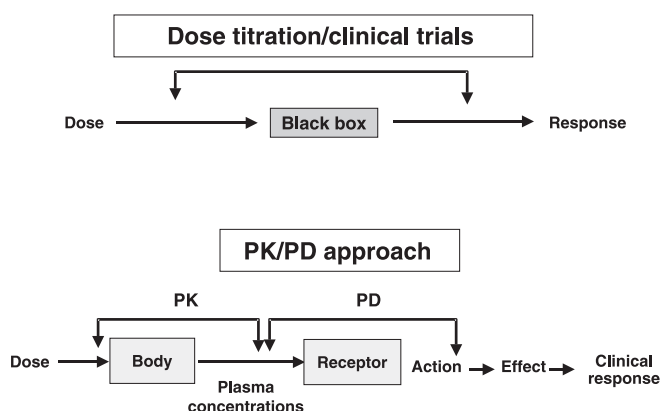 Dose titration/clinical trials
Dose
Black box
Response
PK/PD approach
PK
PD
Dose
Body
Plasma
concentrations
Receptor
Action
Effect
Clinical
response